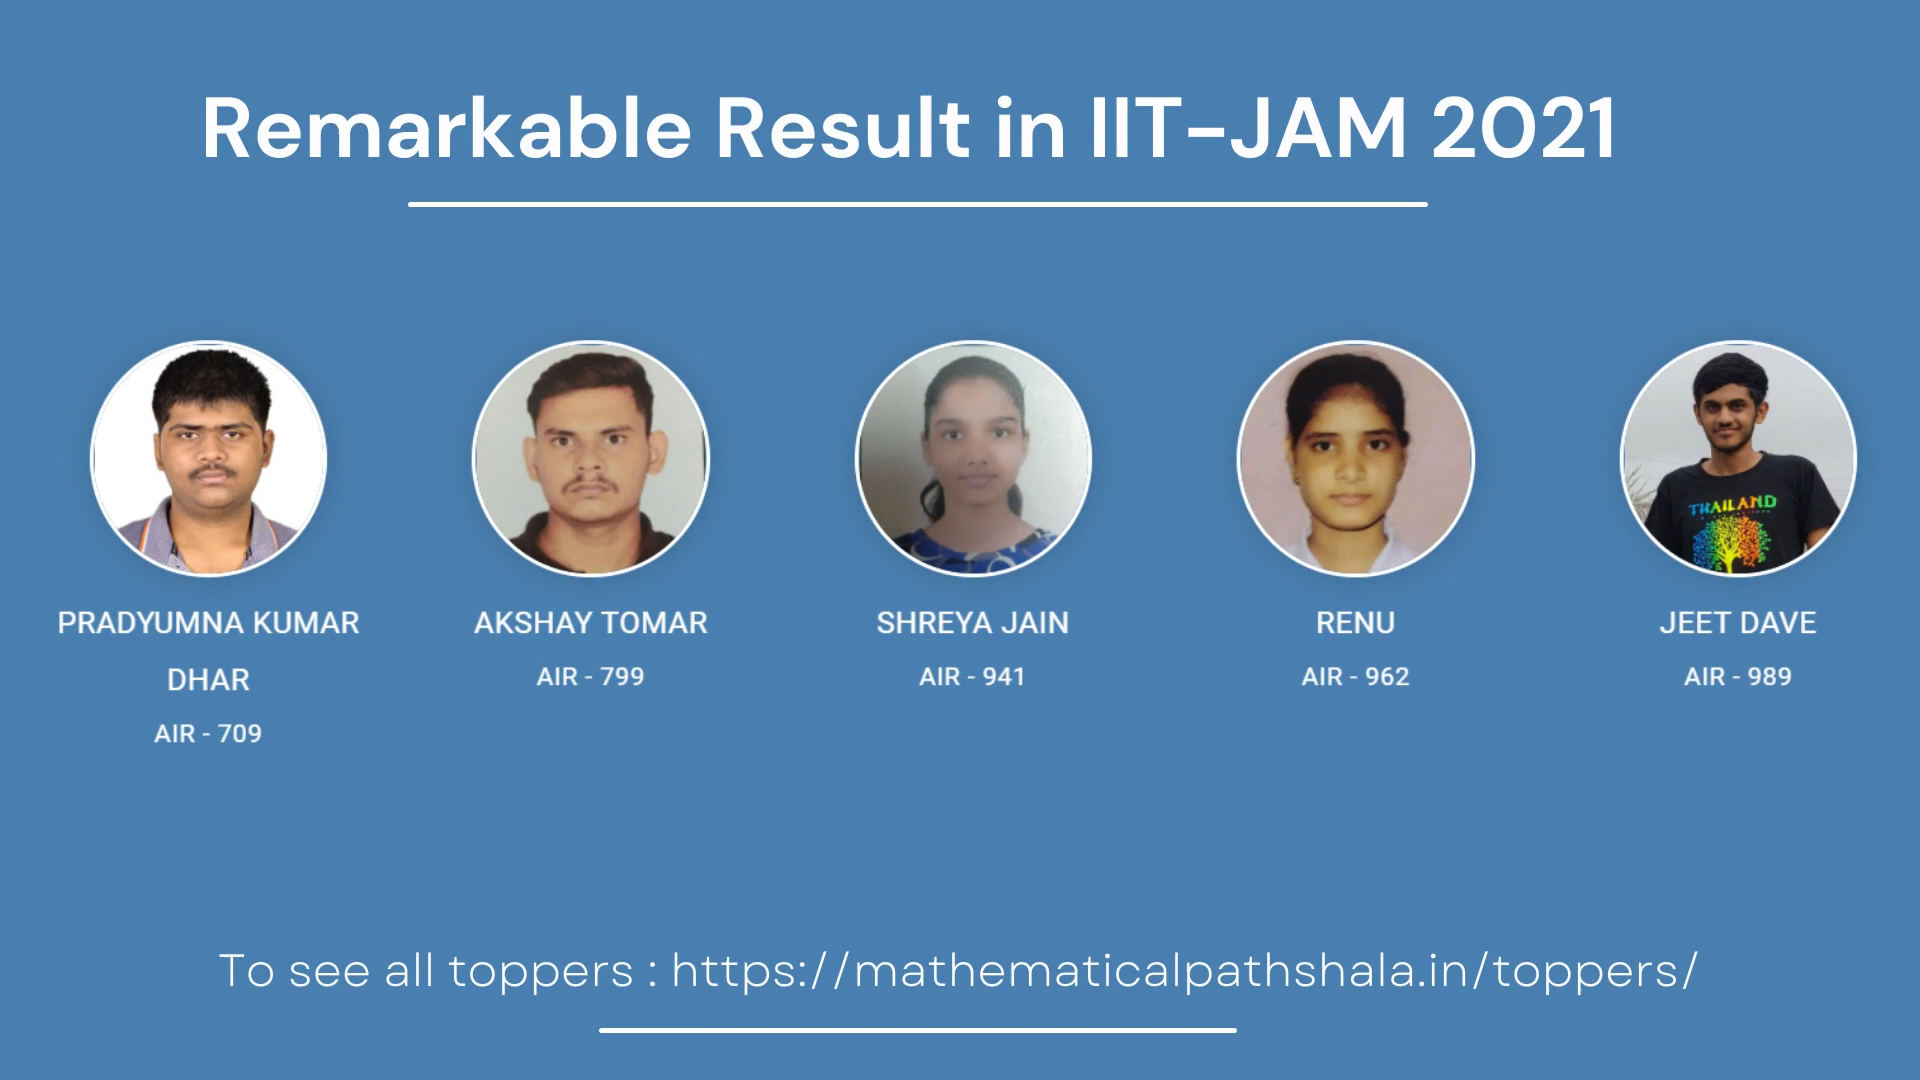 Remarkable Result in IIT-JAM 2021
THAILAND
PRADYUMNA KUMAR
DHAR
AIR - 709
AKSHAY TOMAR
AIR - 799
SHREYA JAIN
AIR - 941
RENU
AIR - 962
JEET DAVE
AIR - 989
To see all toppers : https://mathematicalpathshala.in/toppers/